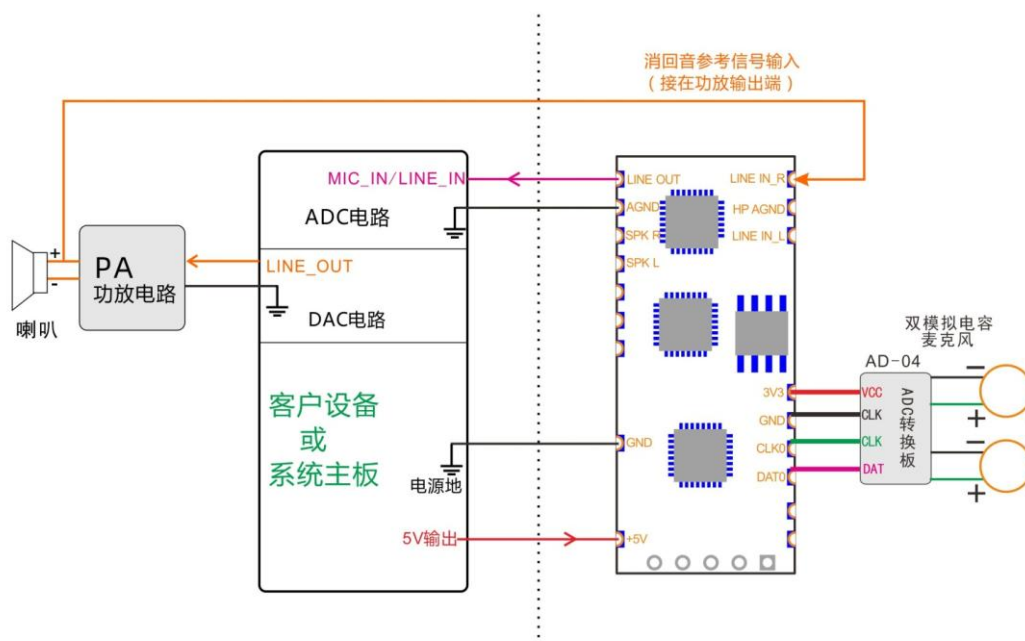 消回音参考信号输入
（接在功放输出端）
MIC_IN/LINE_IN
ADC电路
LINE_OUT
DAC电路
客户设备
或
系统主板
电源地
5V输出
+
-
PA
功放电路
喇叭
LINE OUT
AGND
SPK R
SPK L
GND
+5V
LINE IN_R
HP AGND
LINE IN_L
3V3
GND
CLK0
DAT0
双模拟电容
麦克风
AD-04
VCC
CLK
CLK
DAT
ADC转换板
−
+
−
+